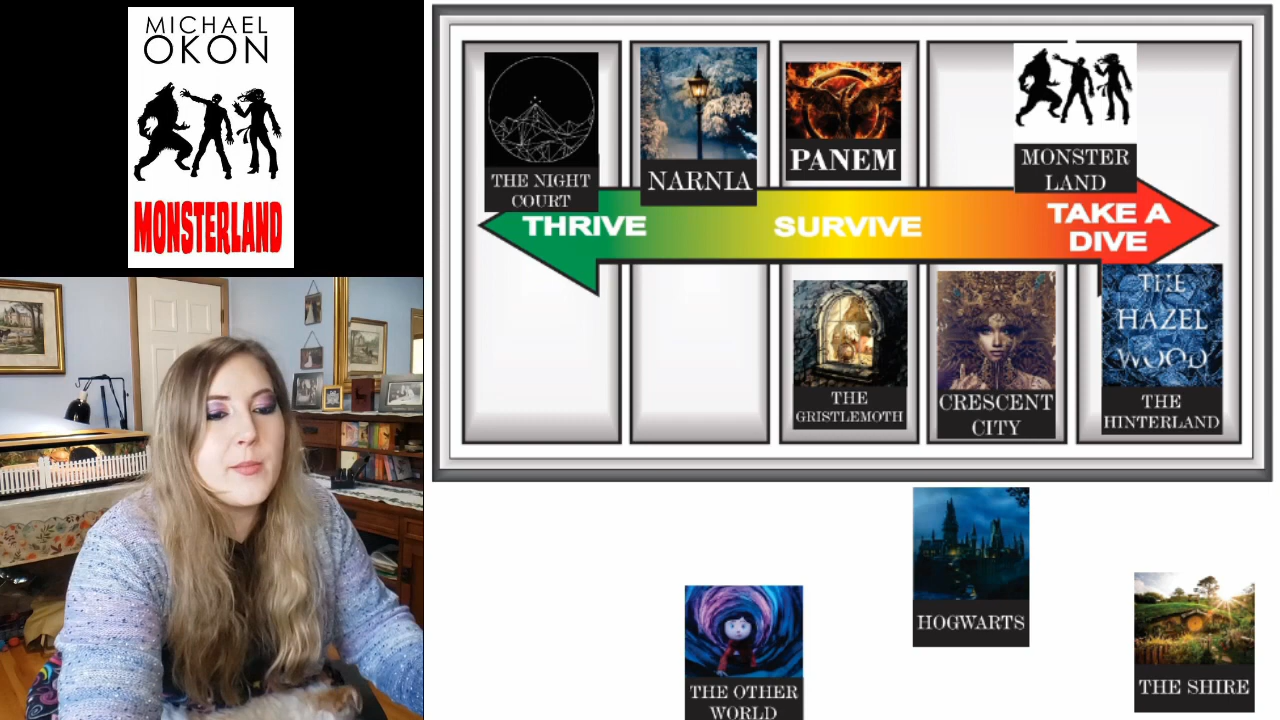 MICHAEL
OKON
MONSTERLAND
THE NIGHT
COURT
NARNIA
PANEM
MONSTER
LAND
THRIVE
SURVIVE
TAKE A
DIVE
THE
GRISTLEMOTH
CRESCENT
CITY
THE
HAZEL
WOOD
THE
HINTERLAND
HOGWARTS
THE OTHER
WORLD
THE SHIRE